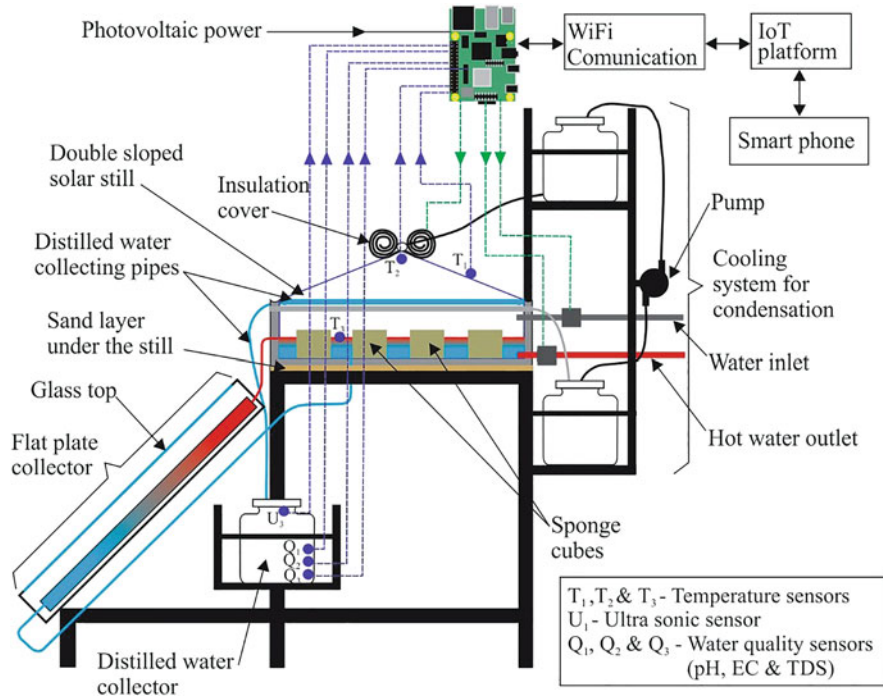 Photovoltaic power
WiFi
Comunication
IoT
platform
Smart phone
Double sloped
solar still
Insulation
cover
Pump
Distilled water
collecting pipes
T₂
T₁
Cooling
system for
condensation
Sand layer
under the still
T₃
Water inlet
Glass top
Flat plate
collector
Hot water outlet
U₃
Sponge
cubes
Q₁
Q₂
Q₃
Distilled water
collector
T₁,T₂ & T₃- Temperature sensors
U₁- Ultra sonic sensor
Q₁, Q₂ & Q₃ - Water quality sensors
(pH, EC & TDS)